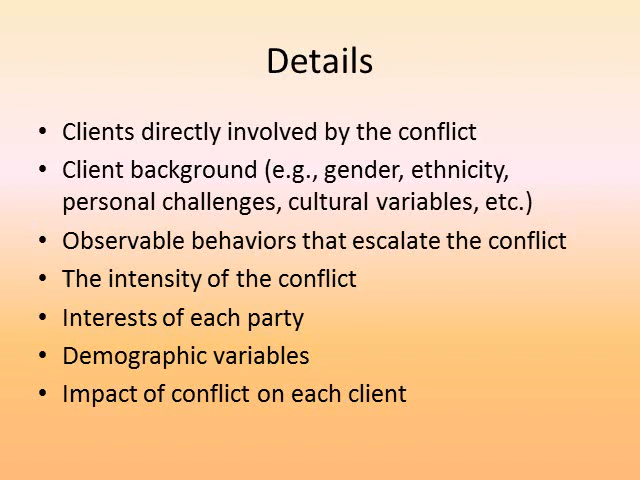 Details
• Clients directly involved by the conflict
• Client background (e.g., gender, ethnicity,
personal challenges, cultural variables, etc.)
• Observable behaviors that escalate the conflict
• The intensity of the conflict
• Interests of each party
• Demographic variables
• Impact of conflict on each client